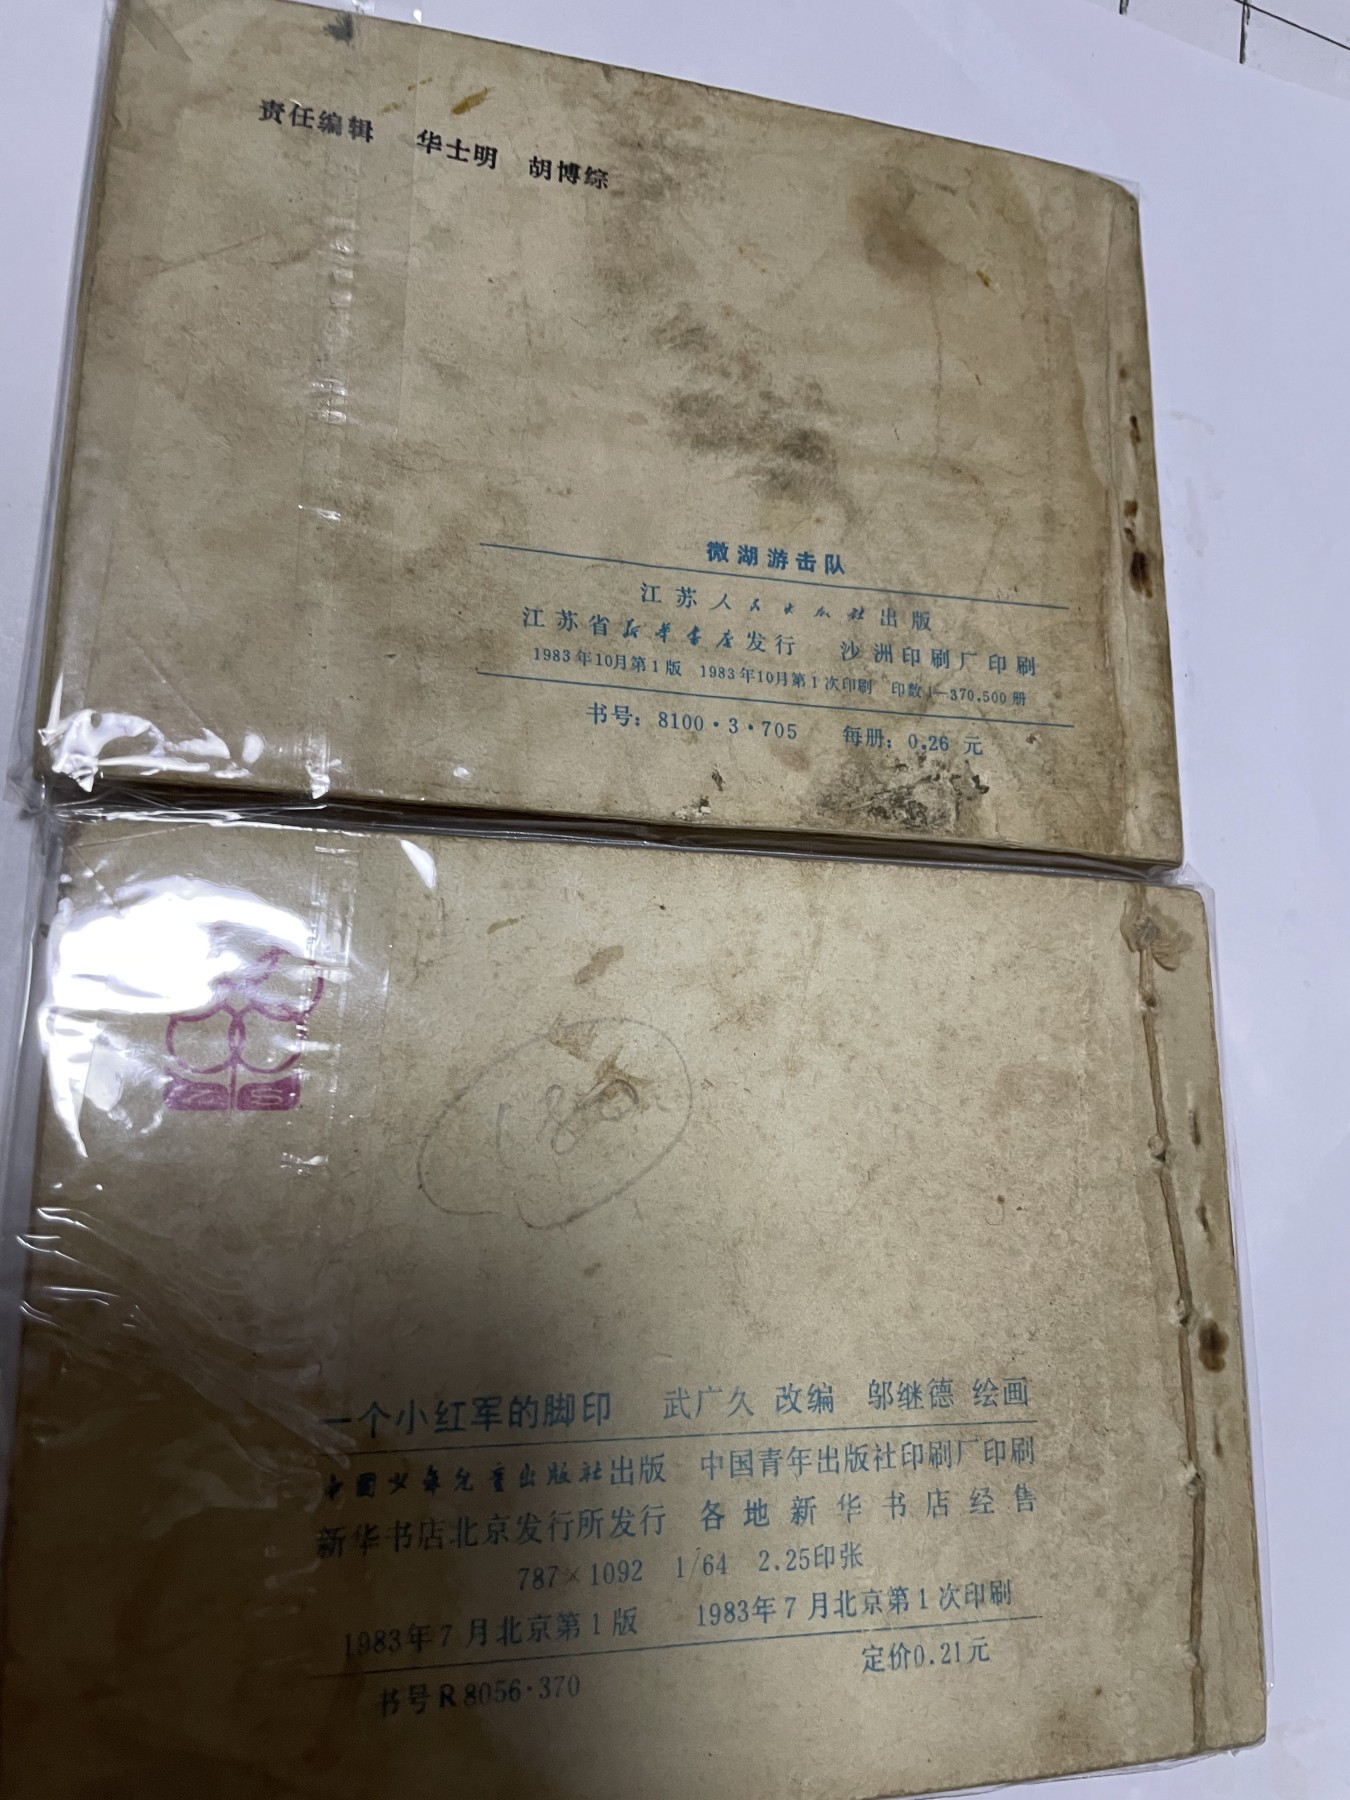 责任编辑 华士明 胡博综
微湖游击队
江苏人民出版社出版
江苏省新华书店发行 沙洲印刷厂印刷
1983年10月第1版 1983年10月第1次印刷 印数1—370,500册
书号：8100·3·705 每册：0.26 元
180
一个小红军的脚印 武广久 改编 邬继德 绘画
中国少年儿童出版社出版 中国青年出版社印刷厂印刷
新华书店北京发行所发行 各地新华书店经售
787×1092 1/64 2.25印张
1983年7月北京第1版 1983年7月北京第1次印刷
书号R8056·370 定价0.21元